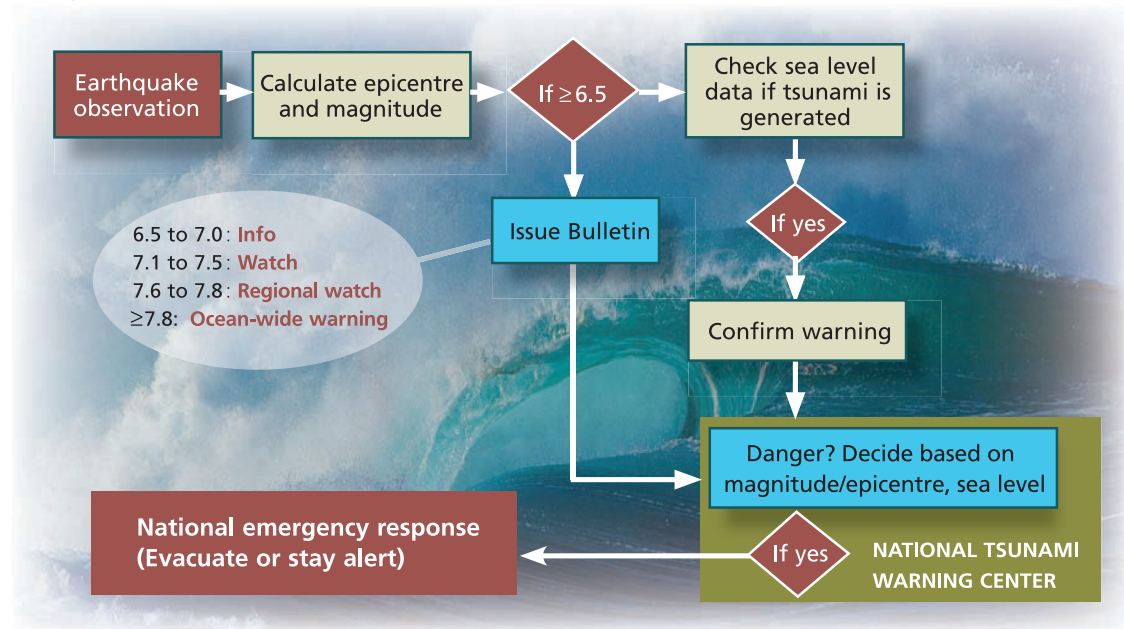 Earthquake
observation
Calculate epicentre
and magnitude
If ≥6.5
Check sea level
data if tsunami is
generated
Issue Bulletin
If yes
6.5 to 7.0: Info
7.1 to 7.5: Watch
7.6 to 7.8: Regional watch
≥7.8: Ocean-wide warning
Confirm warning
Danger? Decide based on
magnitude/epicentre, sea level
National emergency response
(Evacuate or stay alert)
If yes
NATIONAL TSUNAMI
WARNING CENTER